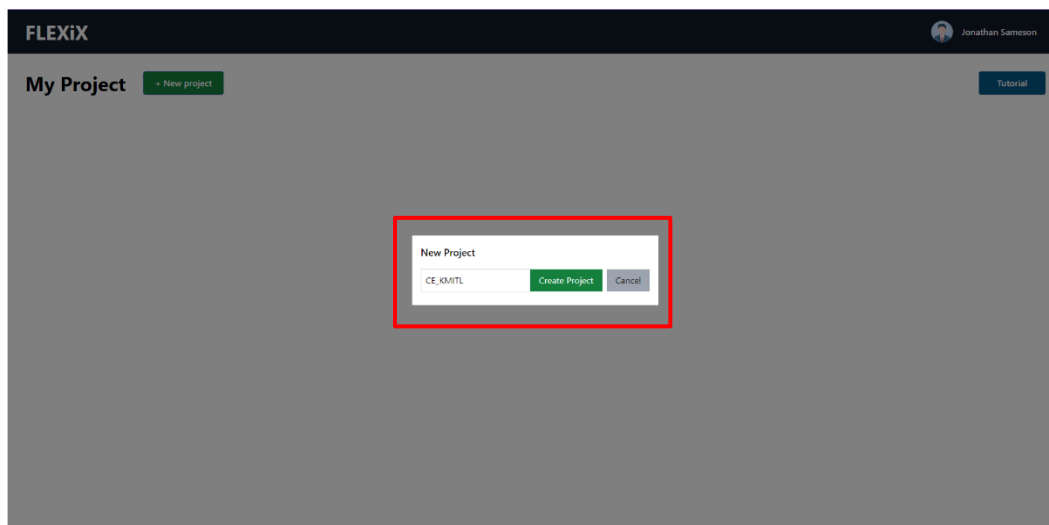 FLEXiX
Jonathan Sameson
My Project
+ New project
Tutorial
New Project
CE_KMITL
Create Project
Cancel